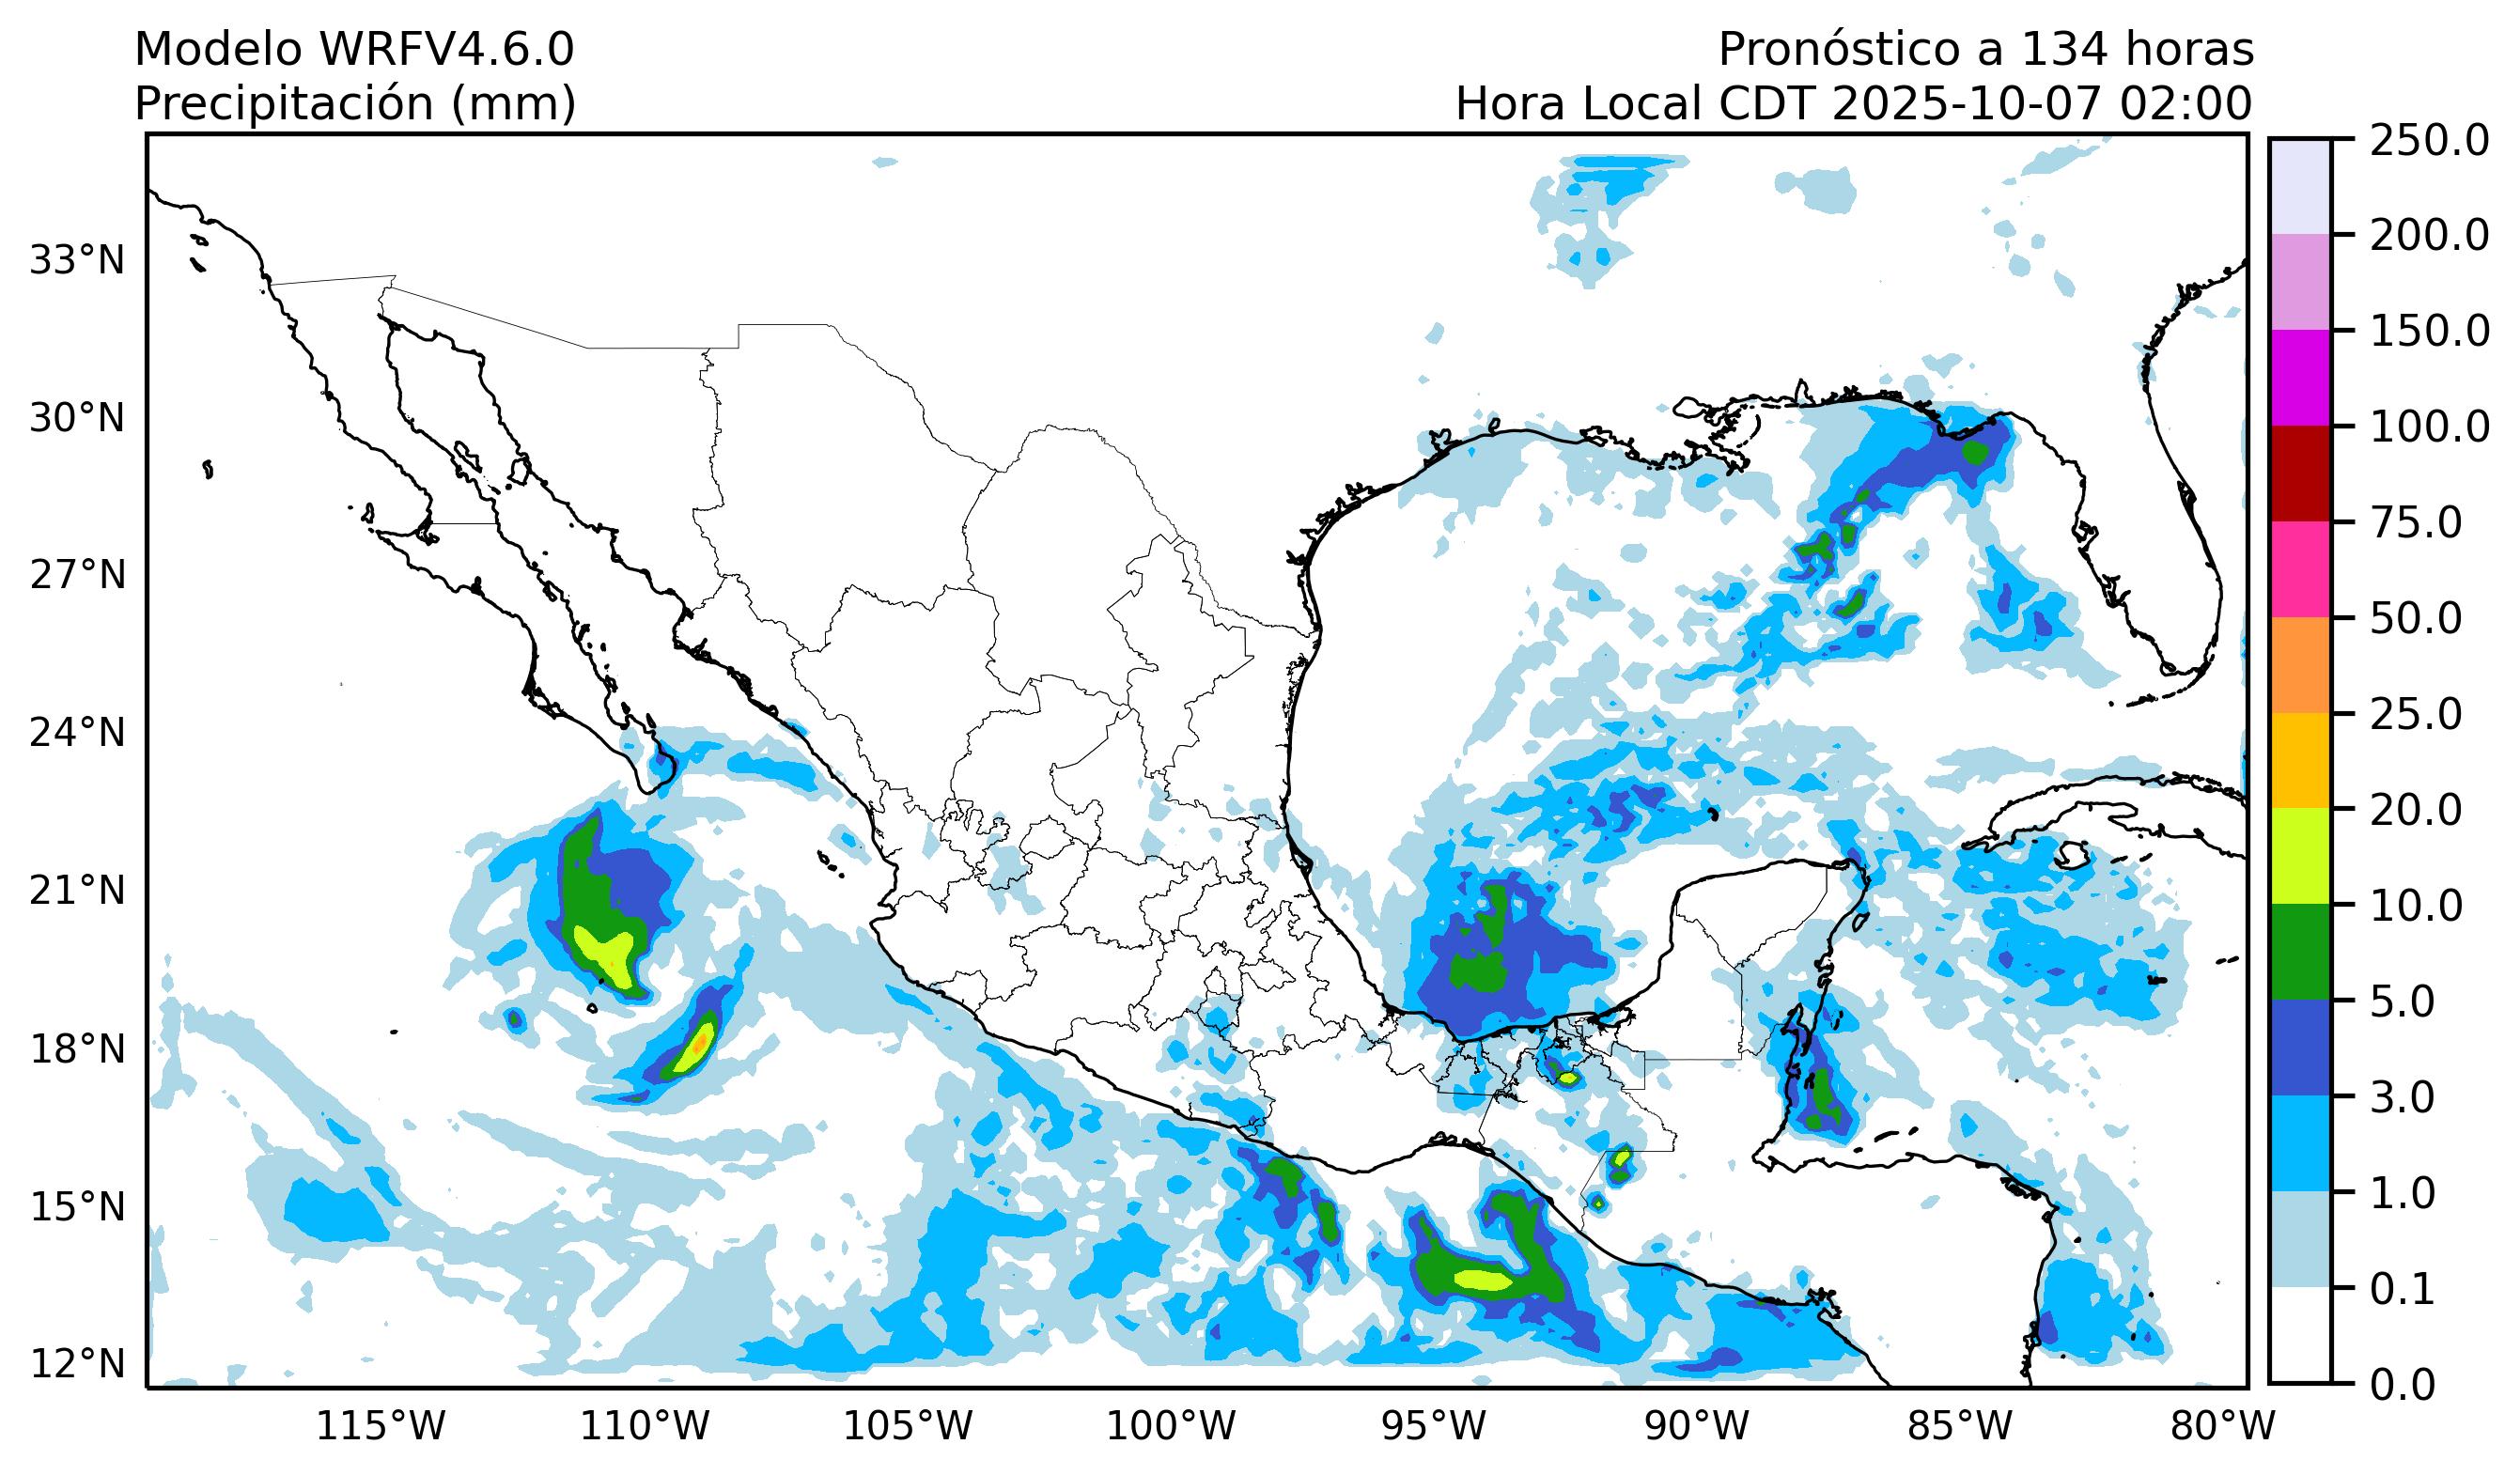 Modelo WRFV4.6.0
Precipitación (mm)
Pronóstico a 134 horas
Hora Local CDT 2025-10-07 02:00
33°N
30°N
27°N
24°N
21°N
18°N
15°N
12°N
115°W
110°W
105°W
100°W
95°W
90°W
85°W
80°W
250.0
200.0
150.0
100.0
75.0
50.0
25.0
20.0
10.0
5.0
3.0
1.0
0.1
0.0